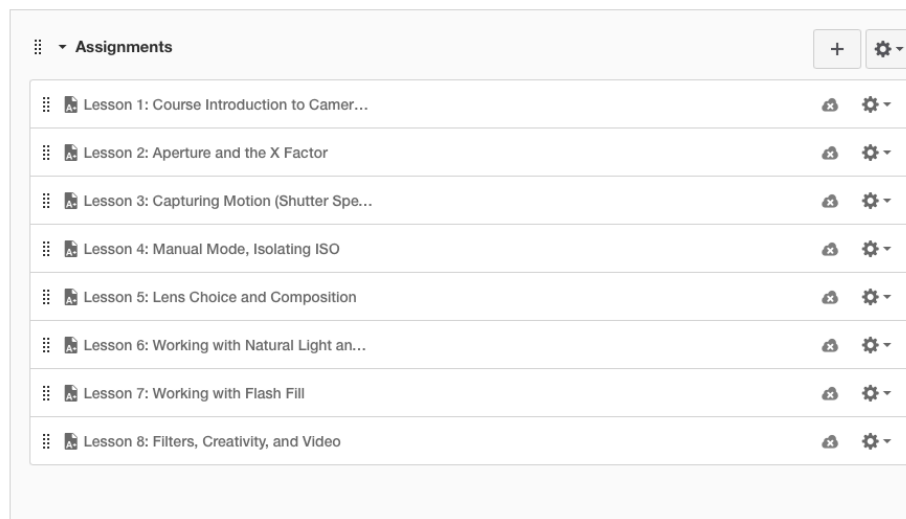 Assignments
+
Lesson 1: Course Introduction to Camer…
Lesson 2: Aperture and the X Factor
Lesson 3: Capturing Motion (Shutter Spe…
Lesson 4: Manual Mode, Isolating ISO
Lesson 5: Lens Choice and Composition
Lesson 6: Working with Natural Light an…
Lesson 7: Working with Flash Fill
Lesson 8: Filters, Creativity, and Video